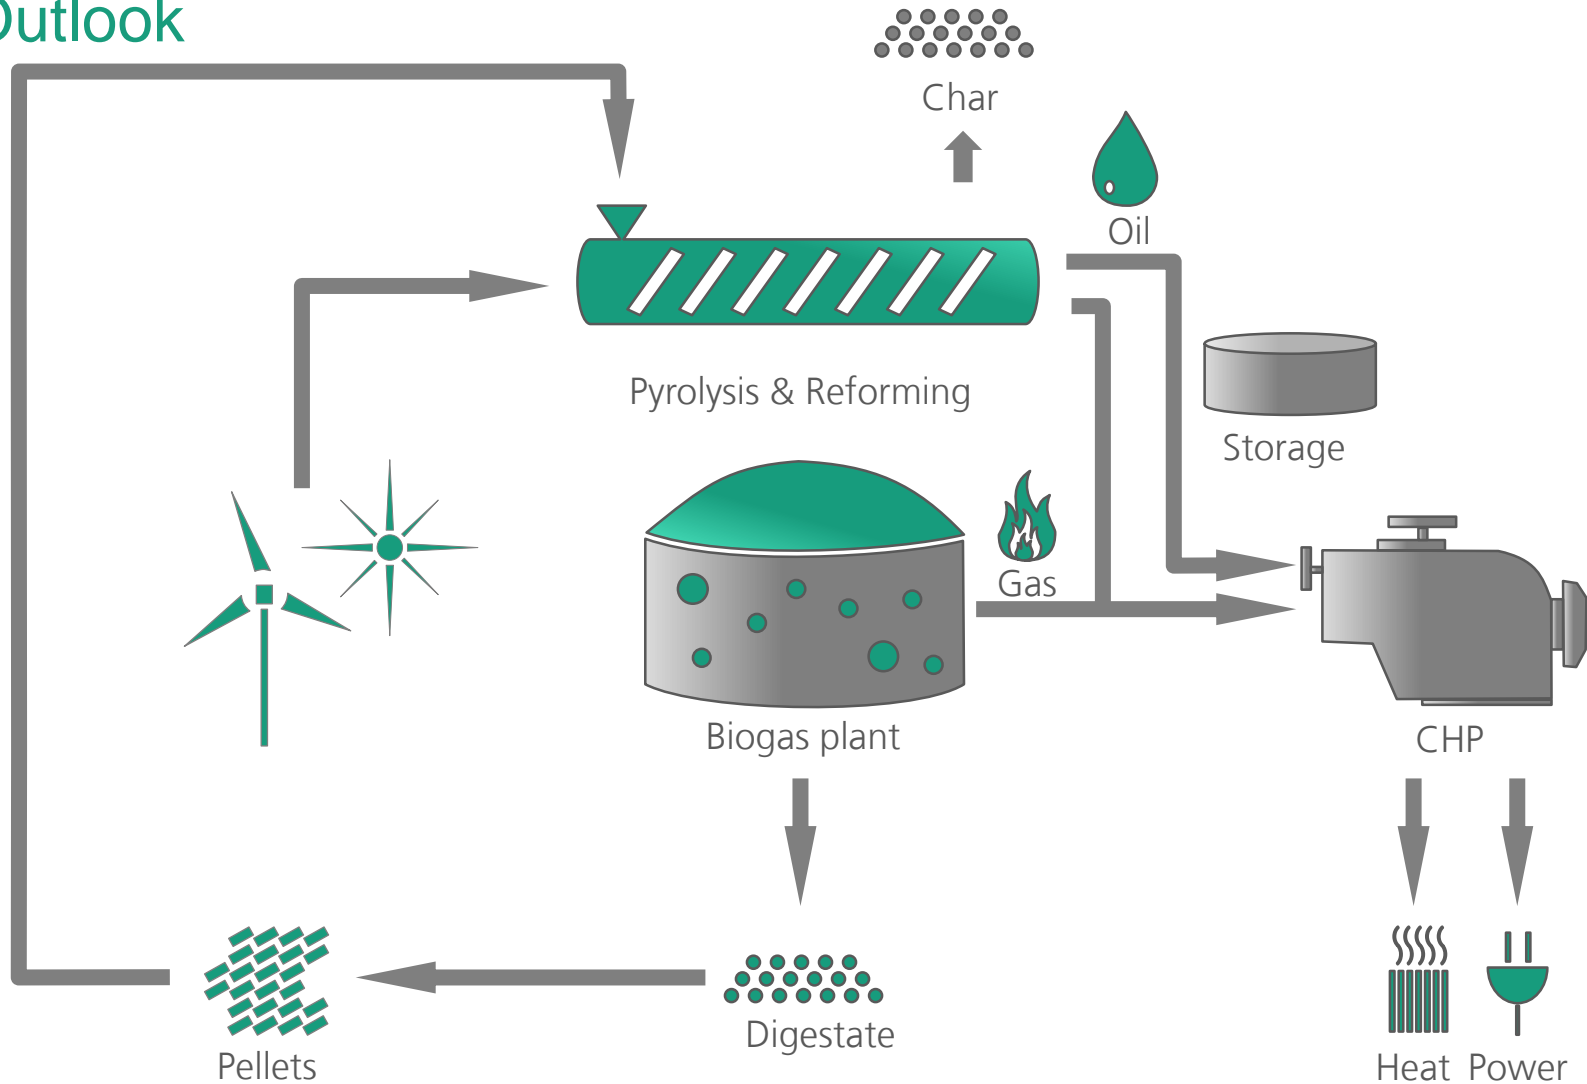 Outlook
Char
Oil
Pyrolysis & Reforming
Storage
Gas
Biogas plant
CHP
Digestate
Pellets
Heat
Power